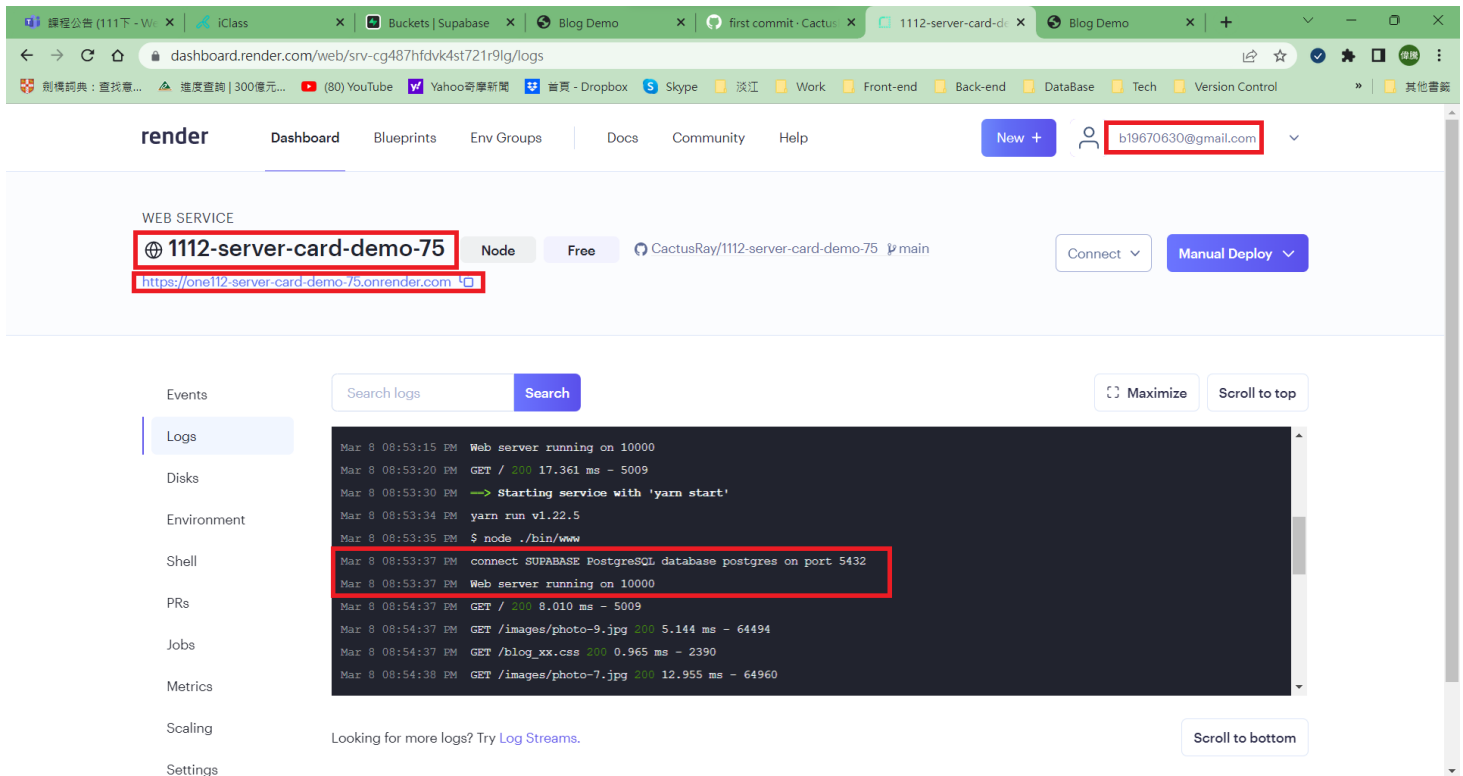 課程公告 (111下 - We
iClass
Buckets | Supabase
Blog Demo
first commit · Cactus
1112-server-card-de
Blog Demo
dashboard.render.com/web/srv-cg487hfdvk4st721r9lg/logs
劍橋詞典：查找意...
進度查詢 | 300億元...
(80) YouTube
Yahoo奇摩新聞
首頁 - Dropbox
Skype
淡江
Work
Front-end
Back-end
DataBase
Tech
Version Control
»
其他書籤
render
Dashboard
Blueprints
Env Groups
Docs
Community
Help
New +
b19670630@gmail.com
WEB SERVICE
1112-server-card-demo-75
Node
Free
CactusRay/1112-server-card-demo-75
main
Connect
Manual Deploy
https://one112-server-card-demo-75.onrender.com
Events
Logs
Disks
Environment
Shell
PRs
Jobs
Metrics
Scaling
Settings
Search logs
Search
Maximize
Scroll to top
Mar 8 08:53:15 PM Web server running on 10000
Mar 8 08:53:20 PM GET / 200 17.361 ms - 5009
Mar 8 08:53:30 PM ==> Starting service with 'yarn start'
Mar 8 08:53:34 PM yarn run v1.22.5
Mar 8 08:53:35 PM $ node ./bin/www
Mar 8 08:53:37 PM connect SUPABASE PostgreSQL database postgres on port 5432
Mar 8 08:53:37 PM Web server running on 10000
Mar 8 08:54:37 PM GET / 200 8.010 ms - 5009
Mar 8 08:54:37 PM GET /images/photo-9.jpg 200 5.144 ms - 64494
Mar 8 08:54:37 PM GET /blog_xx.css 200 0.965 ms - 2390
Mar 8 08:54:38 PM GET /images/photo-7.jpg 200 12.955 ms - 64960
Looking for more logs? Try Log Streams.
Scroll to bottom